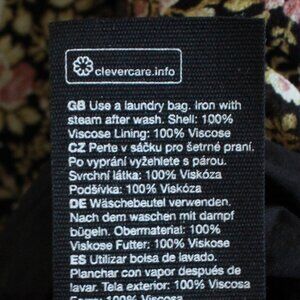 clevercare.info
GB Use a laundry bag. Iron with
steam after wash. Shell: 100%
Viscose Lining: 100% Viscose
CZ Perte v sáčku pro šetrné praní.
Po vyprání vyžehlete s párou.
Svrchní látka: 100% Viskóza
Podšívka: 100% Viskóza
DE Wäschebeutel verwenden.
Nach dem waschen mit dampf
bügeln. Obermaterial: 100%
Viskose Futter: 100% Viskose
ES Utilizar bolsa de lavado.
Planchar con vapor después de
lavar. Tela exterior: 100% Viscosa
Forro: 100% Viscosa